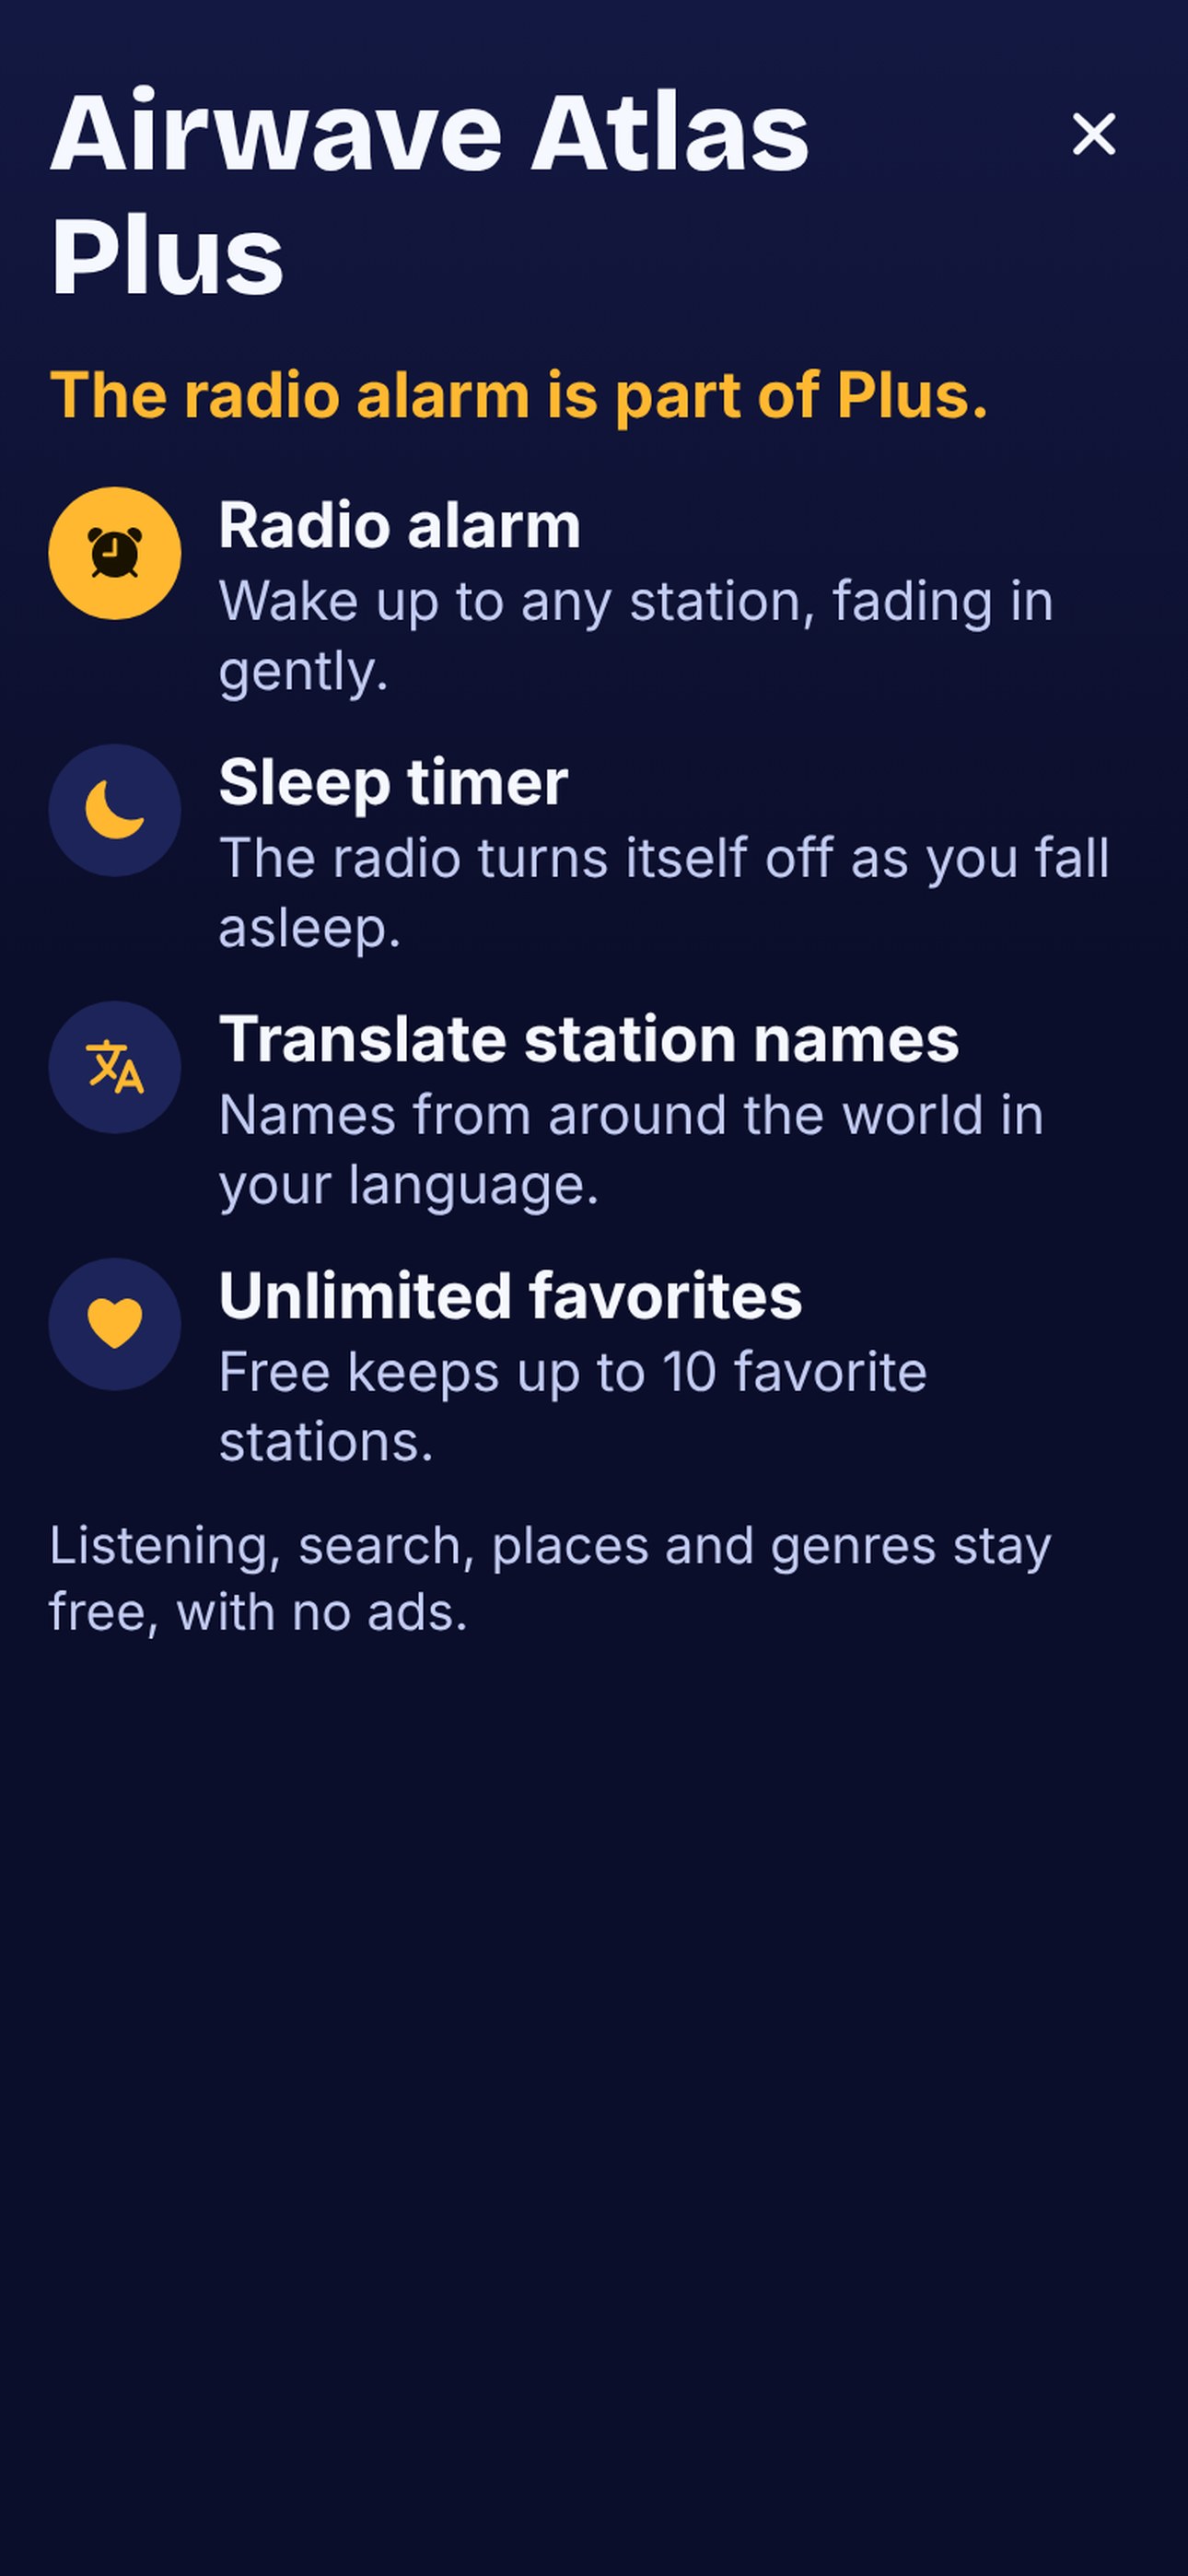 Airwave Atlas
Plus
The radio alarm is part of Plus.
Radio alarm
Wake up to any station, fading in
gently.
Sleep timer
The radio turns itself off as you fall
asleep.
Translate station names
Names from around the world in
your language.
Unlimited favorites
Free keeps up to 10 favorite
stations.
Listening, search, places and genres stay
free, with no ads.